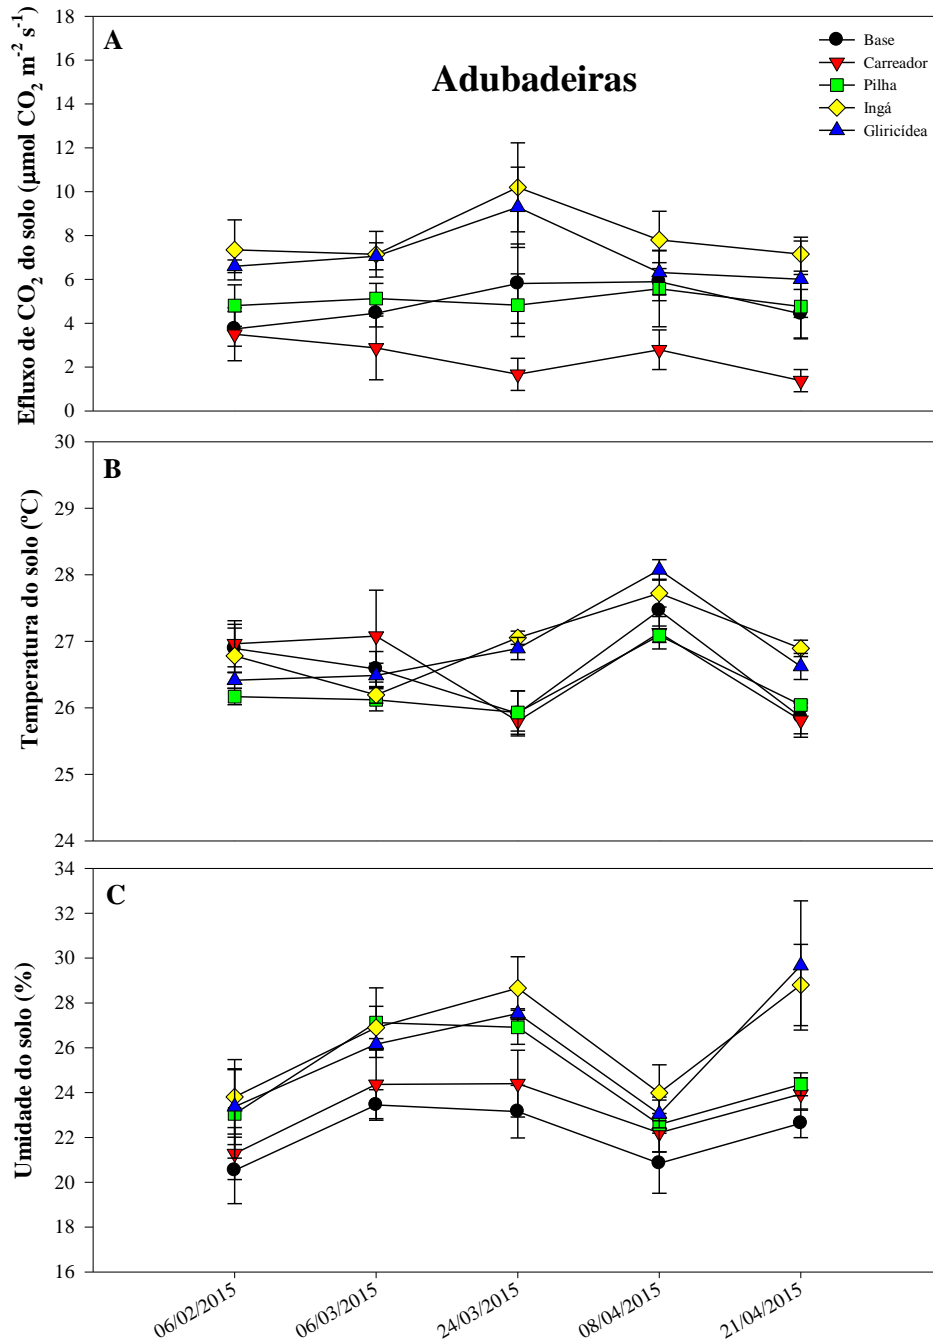 Efluxo de CO2 do solo (µmol CO2 m-2 s-1)
18
16
14
12
10
8
6
4
2
0
A
Adubadeiras
Base
Carreador
Pilha
Ingá
Gliricídea
Temperatura do solo (ºC)
30
29
28
27
26
25
24
B
Umidade do solo (%)
34
32
30
28
26
24
22
20
18
16
C
06/02/2015
06/03/2015
24/03/2015
08/04/2015
21/04/2015